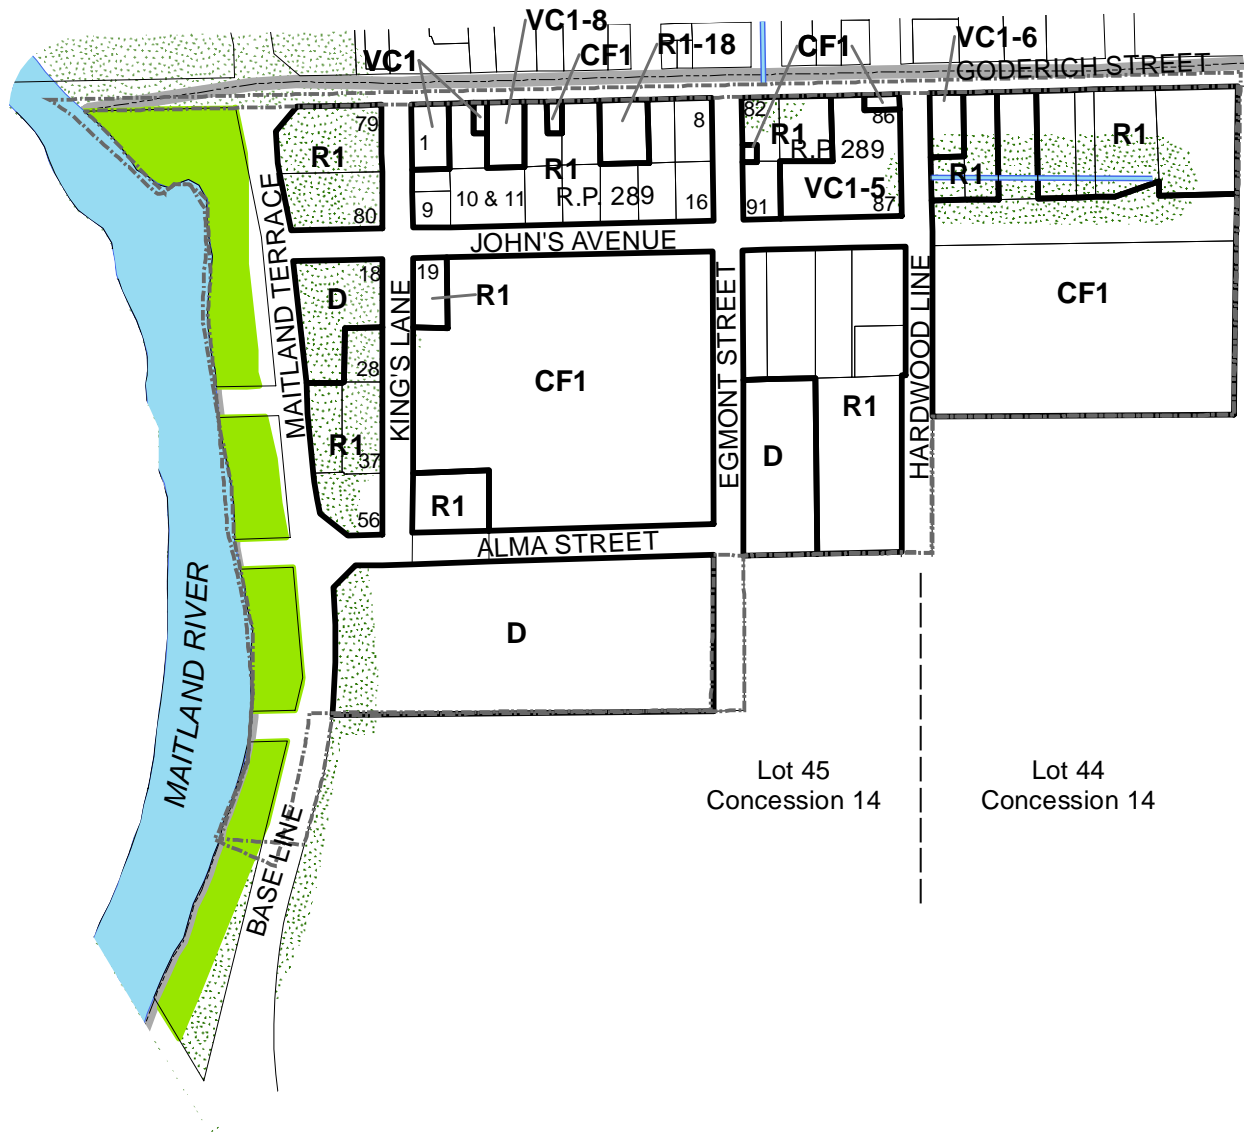 VC1-8
VC1
CF1
R1-18
CF1
VC1-6
GODERICH STREET
79
1
8
82
86
R1
R1
R1
R.P. 289
R1
R1
10 & 11
R.P. 289
VC1-5
80
9
16
91
87
JOHN'S AVENUE
MAITLAND TERRACE
18
19
D
R1
KING'S LANE
EGMONT STREET
HARDWOOD LINE
CF1
28
CF1
R1
R1
37
D
R1
56
ALMA STREET
D
MAITLAND RIVER
BASE LINE
Lot 45
Concession 14
Lot 44
Concession 14